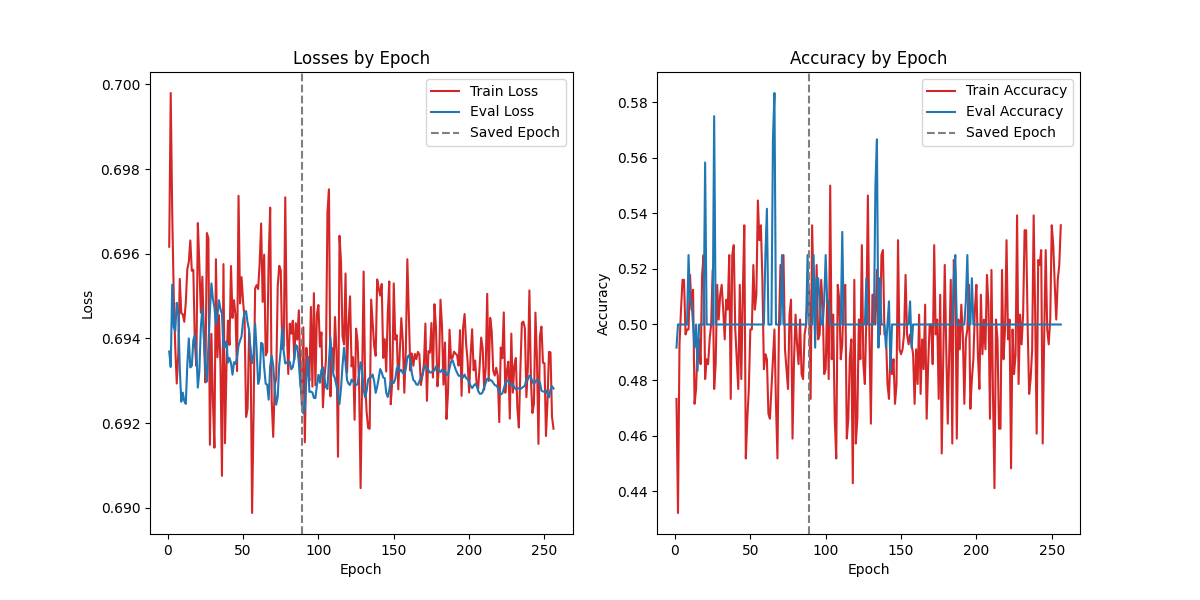 Losses by Epoch
Loss
0.700
0.698
0.696
0.694
0.692
0.690
Train Loss
Eval Loss
Saved Epoch
0 50 100 150 200 250
Epoch
Accuracy by Epoch
Accuracy
0.58
0.56
0.54
0.52
0.50
0.48
0.46
0.44
Train Accuracy
Eval Accuracy
Saved Epoch
0 50 100 150 200 250
Epoch